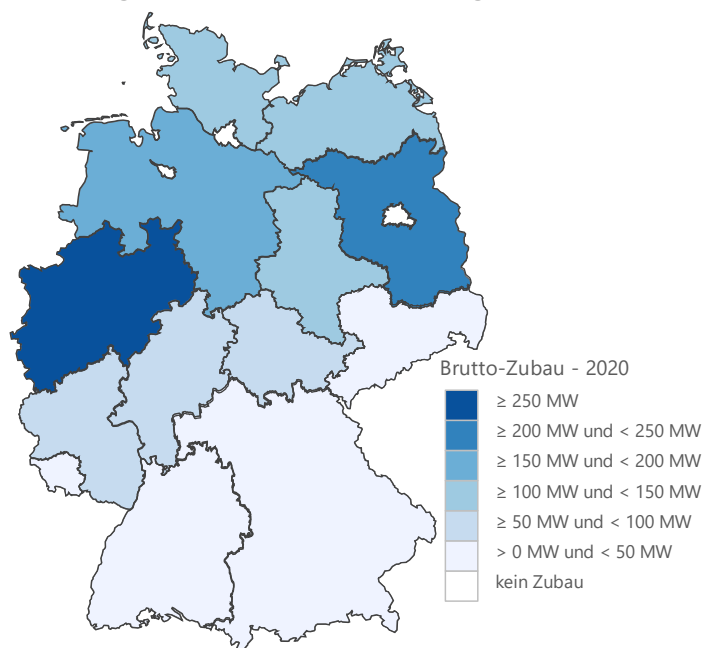 Brutto-Zubau - 2020
≥ 250 MW
≥ 200 MW und < 250 MW
≥ 150 MW und < 200 MW
≥ 100 MW und < 150 MW
≥ 50 MW und < 100 MW
> 0 MW und < 50 MW
kein Zubau